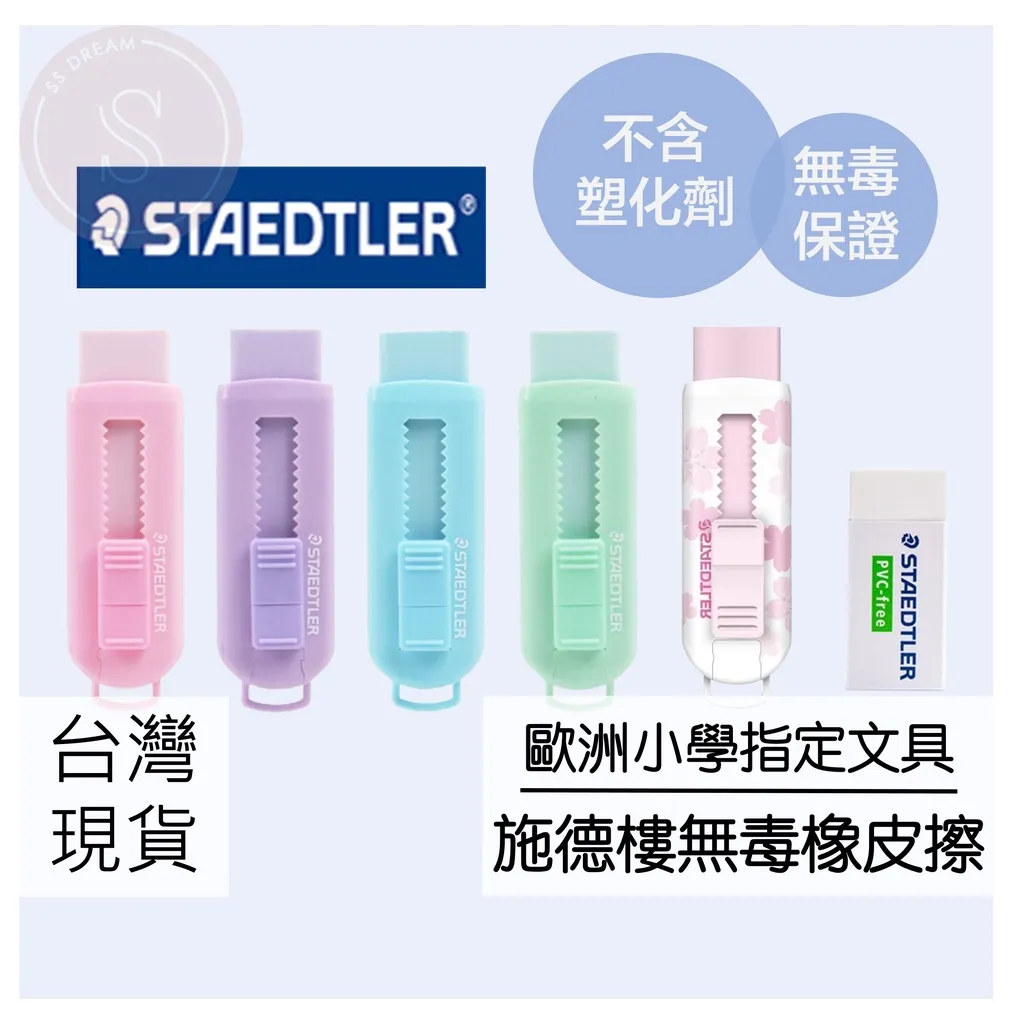 SS DREAM
S
STAEDTLER®
不含
塑化劑
無毒
保證
STAEDTLER
STAEDTLER
STAEDTLER
STAEDTLER
STAEDTLER
STAEDTLER
PVC-free
台灣
現貨
歐洲小學指定文具
施德樓無毒橡皮擦